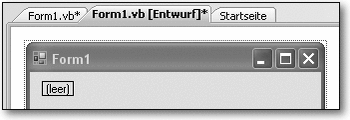 Form1.vb* Form1.vb [Entwurf]* Startseite
Form1
(leer)